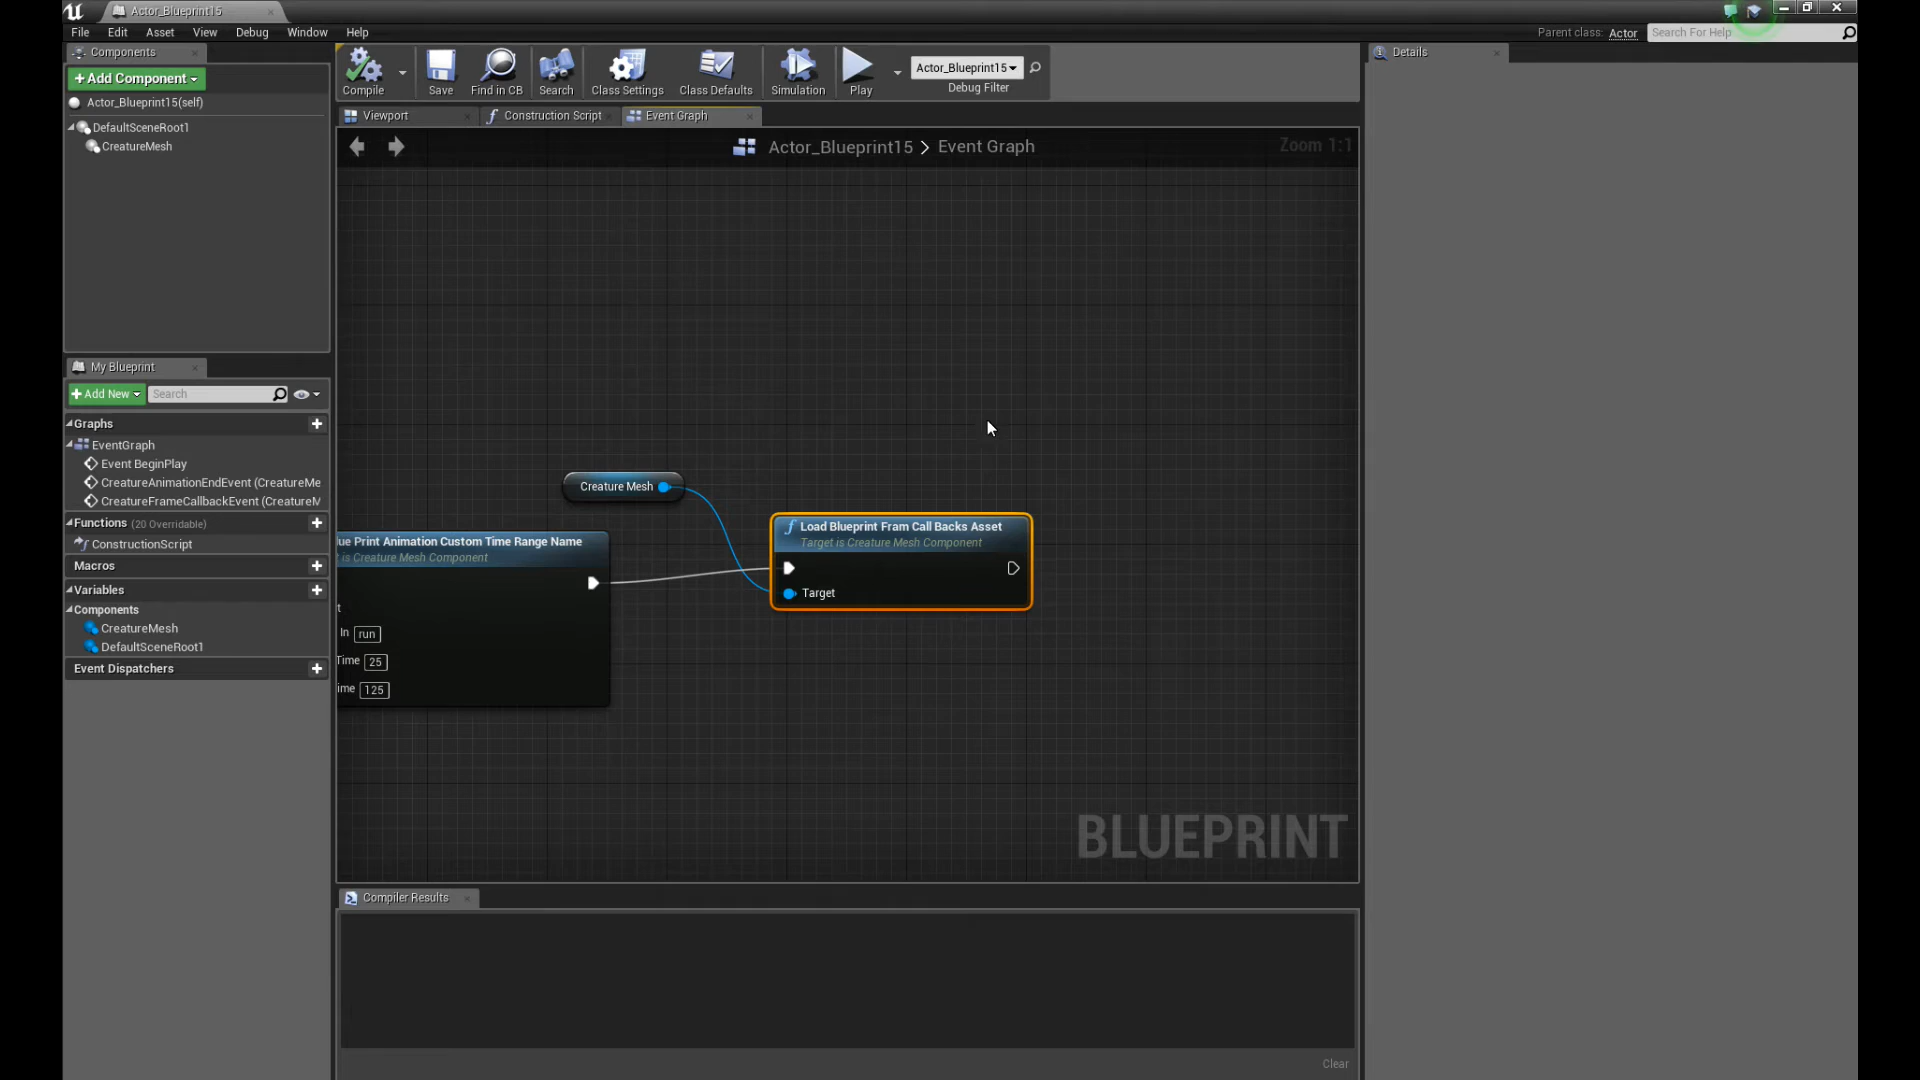 Actor_Blueprint15
File Edit Asset View Debug Window Help
Parent class: Actor
Search For Help
Components
Details
+Add Component
Actor_Blueprint15(self)
DefaultSceneRoot1
CreatureMesh
Compile
Save
Find in CB
Search
Class Settings
Class Defaults
Simulation
Play
Actor_Blueprint15
Debug Filter
Viewport
Construction Script
Event Graph
Actor_Blueprint15 > Event Graph
Zoom 1:1
My Blueprint
+Add New
Search
Graphs
EventGraph
Event BeginPlay
CreatureAnimationEndEvent (CreatureMe
CreatureFrameCallbackEvent (CreatureM
Functions (20 Overridable)
ConstructionScript
Macros
Variables
Components
CreatureMesh
DefaultSceneRoot1
Event Dispatchers
Creature Mesh
lue Print Animation Custom Time Range Name
t is Creature Mesh Component
t
In run
Time 25
ime 125
Load Blueprint Fram Call Backs Asset
Target is Creature Mesh Component
Target
BLUEPRINT
Compiler Results
Clear